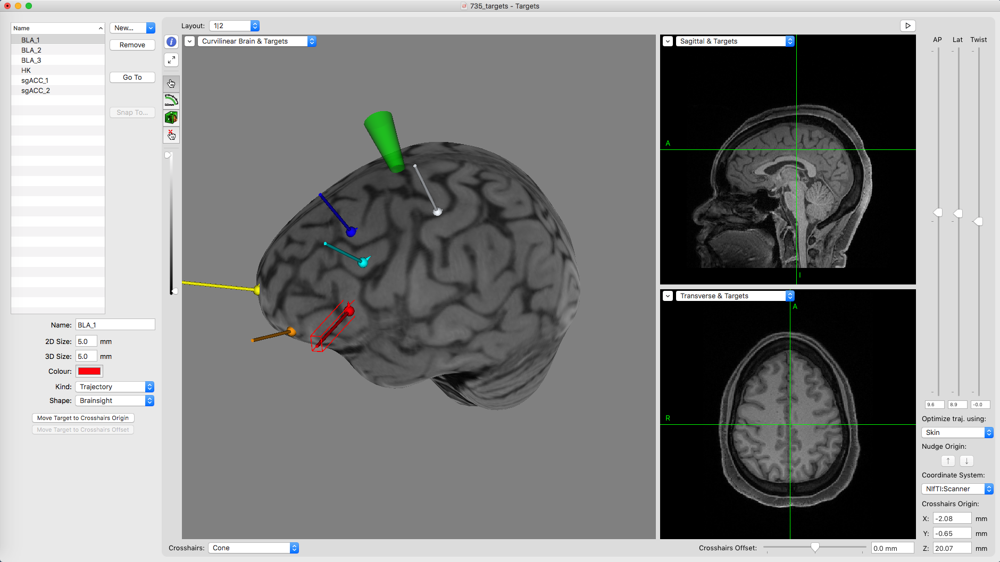 735_targets - Targets
Name
BLA_1
BLA_2
BLA_3
HK
sgACC_1
sgACC_2
New...
Remove
Go To
Snap To...
Name: BLA_1
2D Size: 5.0 mm
3D Size: 5.0 mm
Colour:
Kind: Trajectory
Shape: Brainsight
Move Target to Crosshairs Origin
Move Target to Crosshairs Offset
Layout: 1|2
Curvilinear Brain & Targets
0.0mm
Crosshairs: Cone
Sagittal & Targets
A
I
Transverse & Targets
A
R
Crosshairs Offset: 0.0 mm
AP Lat Twist
9.6 8.9 -0.0
Optimize traj. using:
Skin
Nudge Origin:
↑ ↓
Coordinate System:
NIfTI:Scanner
Crosshairs Origin:
X: -2.08 mm
Y: -0.65 mm
Z: 20.07 mm